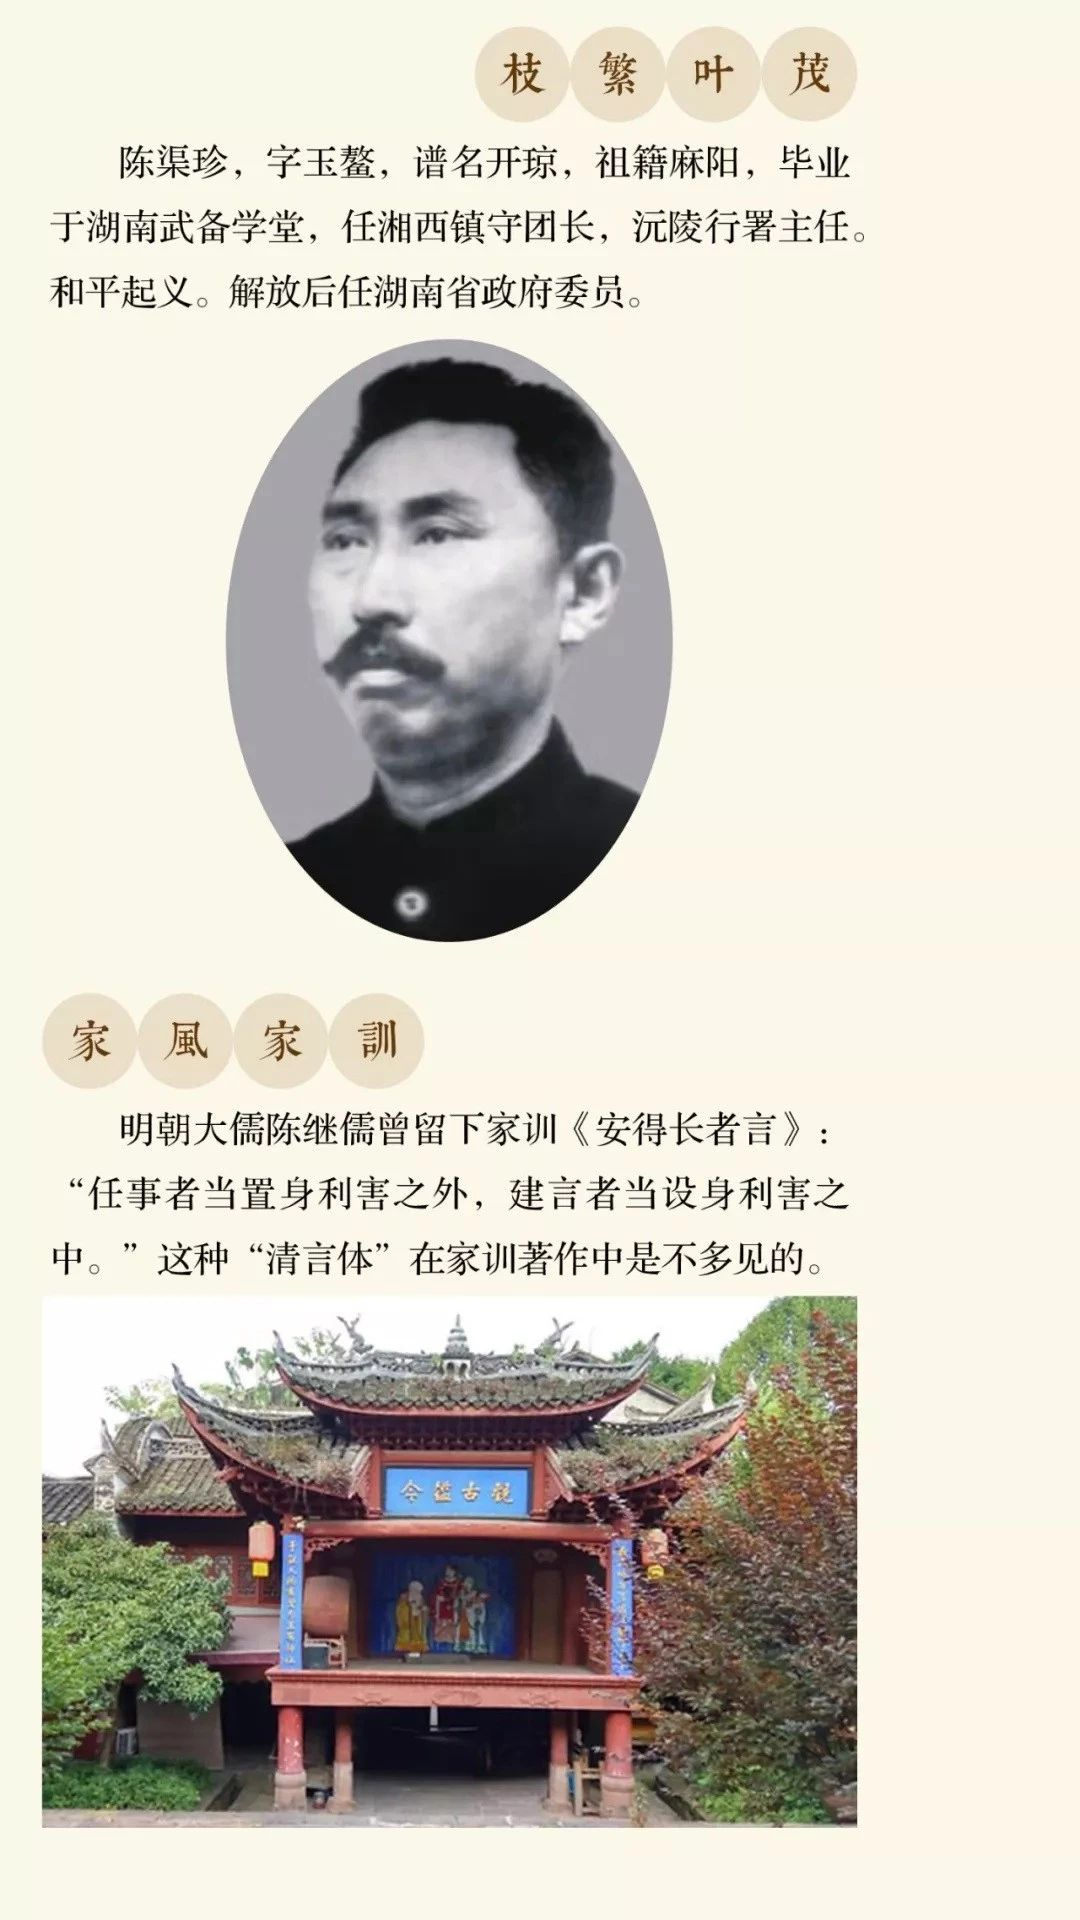 枝繁叶茂
陈渠珍，字玉鳌，谱名开琼，祖籍麻阳，毕业
于湖南武备学堂，任湘西镇守团长，沅陵行署主任。
和平起义。解放后任湖南省政府委员。
家風家訓
明朝大儒陈继儒曾留下家训《安得长者言》：
“任事者当置身利害之外，建言者当设身利害之
中。”这种“清言体”在家训著作中是不多见的。
今鑑古觀